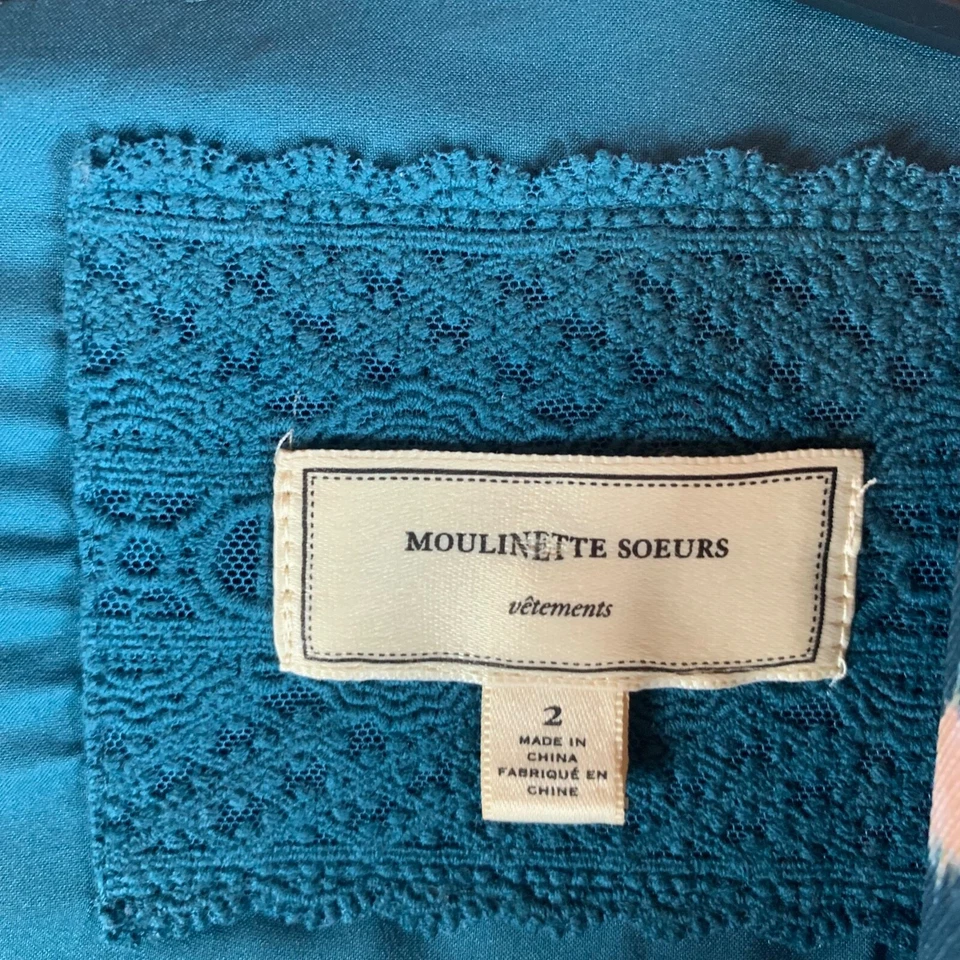 MOULINETTE SOEURS
vêtements
2
MADE IN
CHINA
FABRIQUÉ EN
CHINE